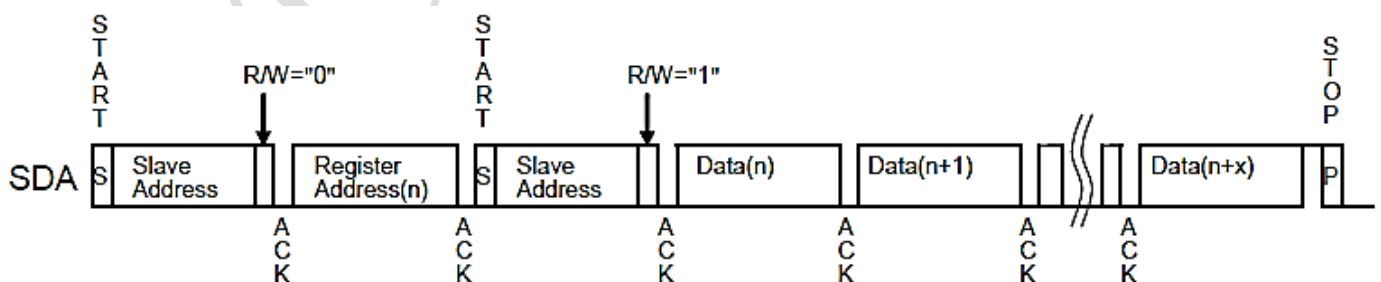 START
START
STOP
R/W="0"
R/W="1"
SDA
S
Slave
Address
Register
Address(n)
S
Slave
Address
Data(n)
Data(n+1)
Data(n+x)
P
ACK
ACK
ACK
ACK
ACK
ACK